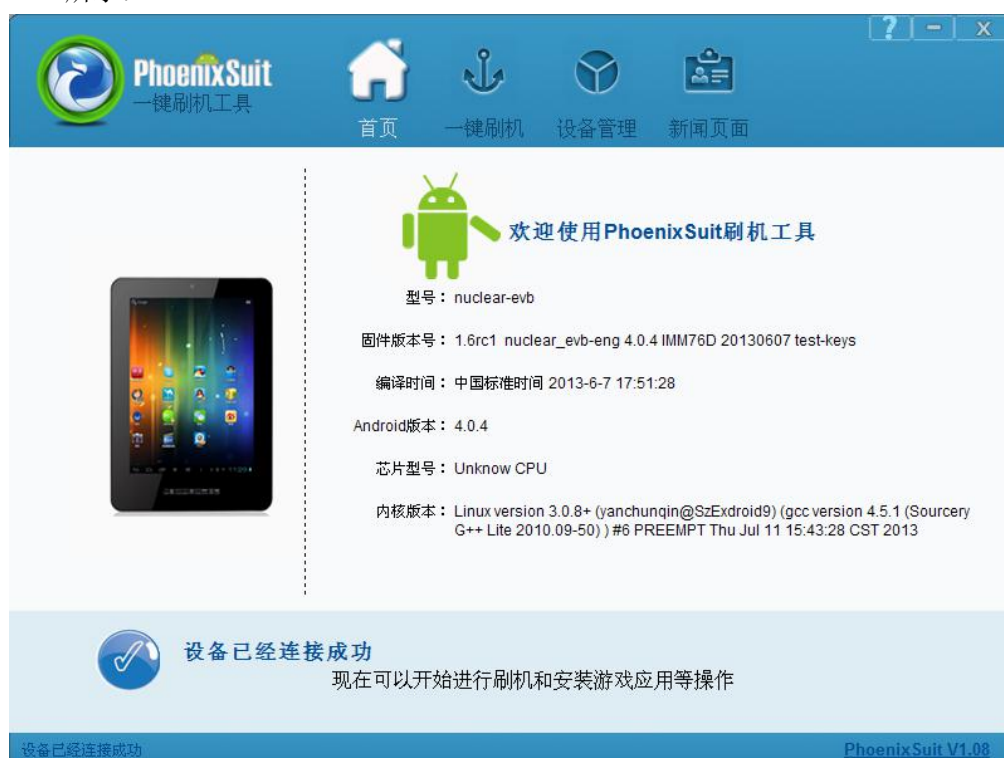 ? － x
PhoenixSuit
一键刷机工具
首页 一键刷机 设备管理 新闻页面
欢迎使用PhoenixSuit刷机工具
型号： nuclear-evb
固件版本号： 1.6rc1 nuclear_evb-eng 4.0.4 IMM76D 20130607 test-keys
编译时间： 中国标准时间 2013-6-7 17:51:28
Android版本： 4.0.4
芯片型号： Unknow CPU
内核版本： Linux version 3.0.8+ (yanchunqin@SzExdroid9) (gcc version 4.5.1 (Sourcery
G++ Lite 2010.09-50) ) #6 PREEMPT Thu Jul 11 15:43:28 CST 2013
设备已经连接成功
现在可以开始进行刷机和安装游戏应用等操作
设备已经连接成功 PhoenixSuit V1.08